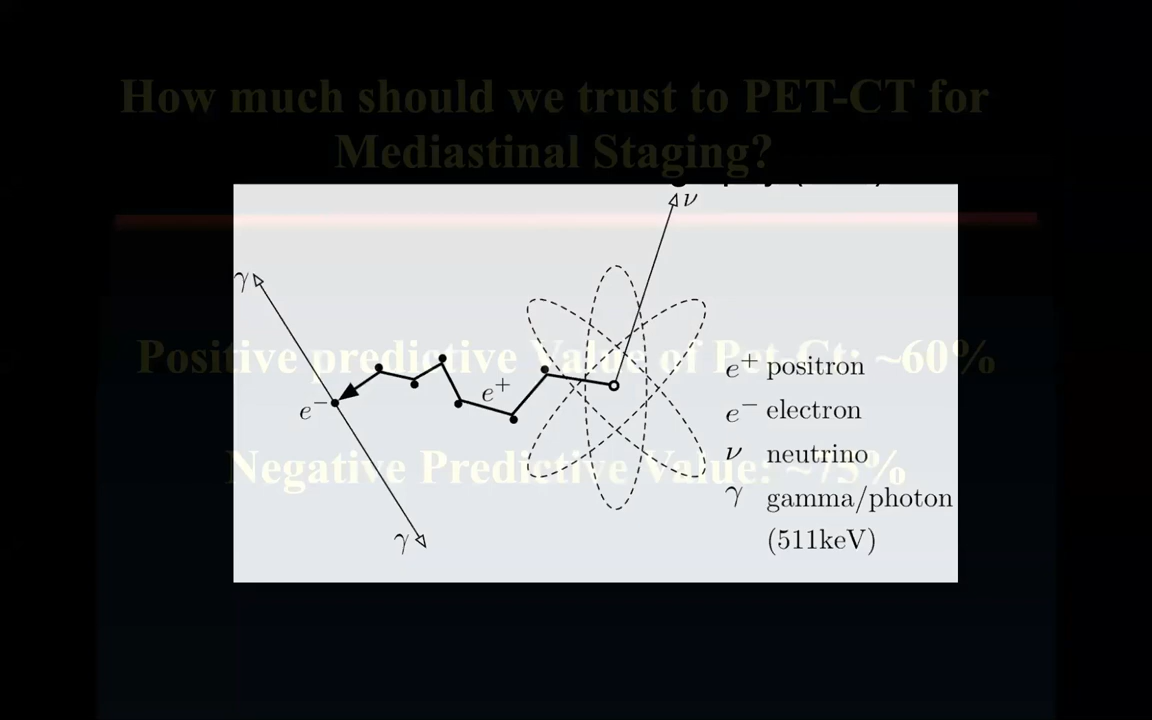 How much should we trust to PET-CT for
Mediastinal Staging?
ν
γ
Positive predictive Value of Pet-Ct: ~60%
e+ positron
e+
e− electron
e−
ν neutrino
Negative Predictive Value: ~75%
γ gamma/photon
γ
(511keV)